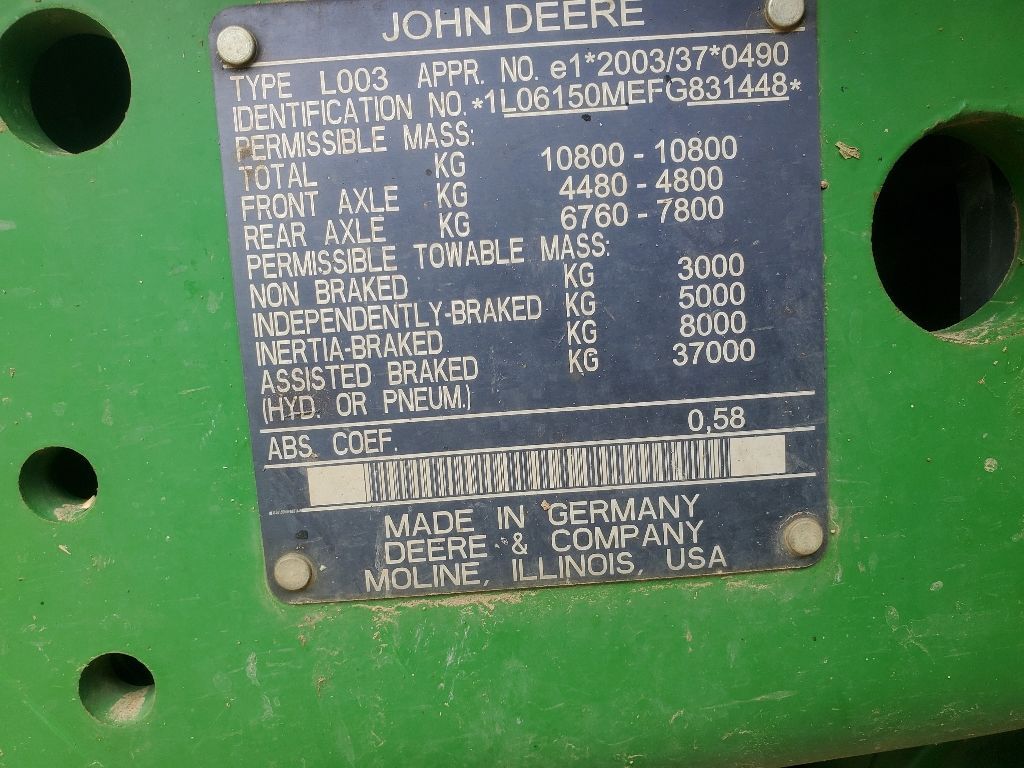 JOHN DEERE
TYPE L003 APPR. NO. e1*2003/37*0490
IDENTIFICATION NO. *1L06150MEFG831448*
PERMISSIBLE MASS:
TOTAL KG 10800 - 10800
FRONT AXLE KG 4480 - 4800
REAR AXLE KG 6760 - 7800
PERMISSIBLE TOWABLE MASS:
NON BRAKED KG 3000
INDEPENDENTLY-BRAKED KG 5000
INERTIA-BRAKED KG 8000
ASSISTED BRAKED KG 37000
(HYD. OR PNEUM.)
ABS. COEF. 0,58
MADE IN GERMANY
DEERE & COMPANY
MOLINE, ILLINOIS, USA